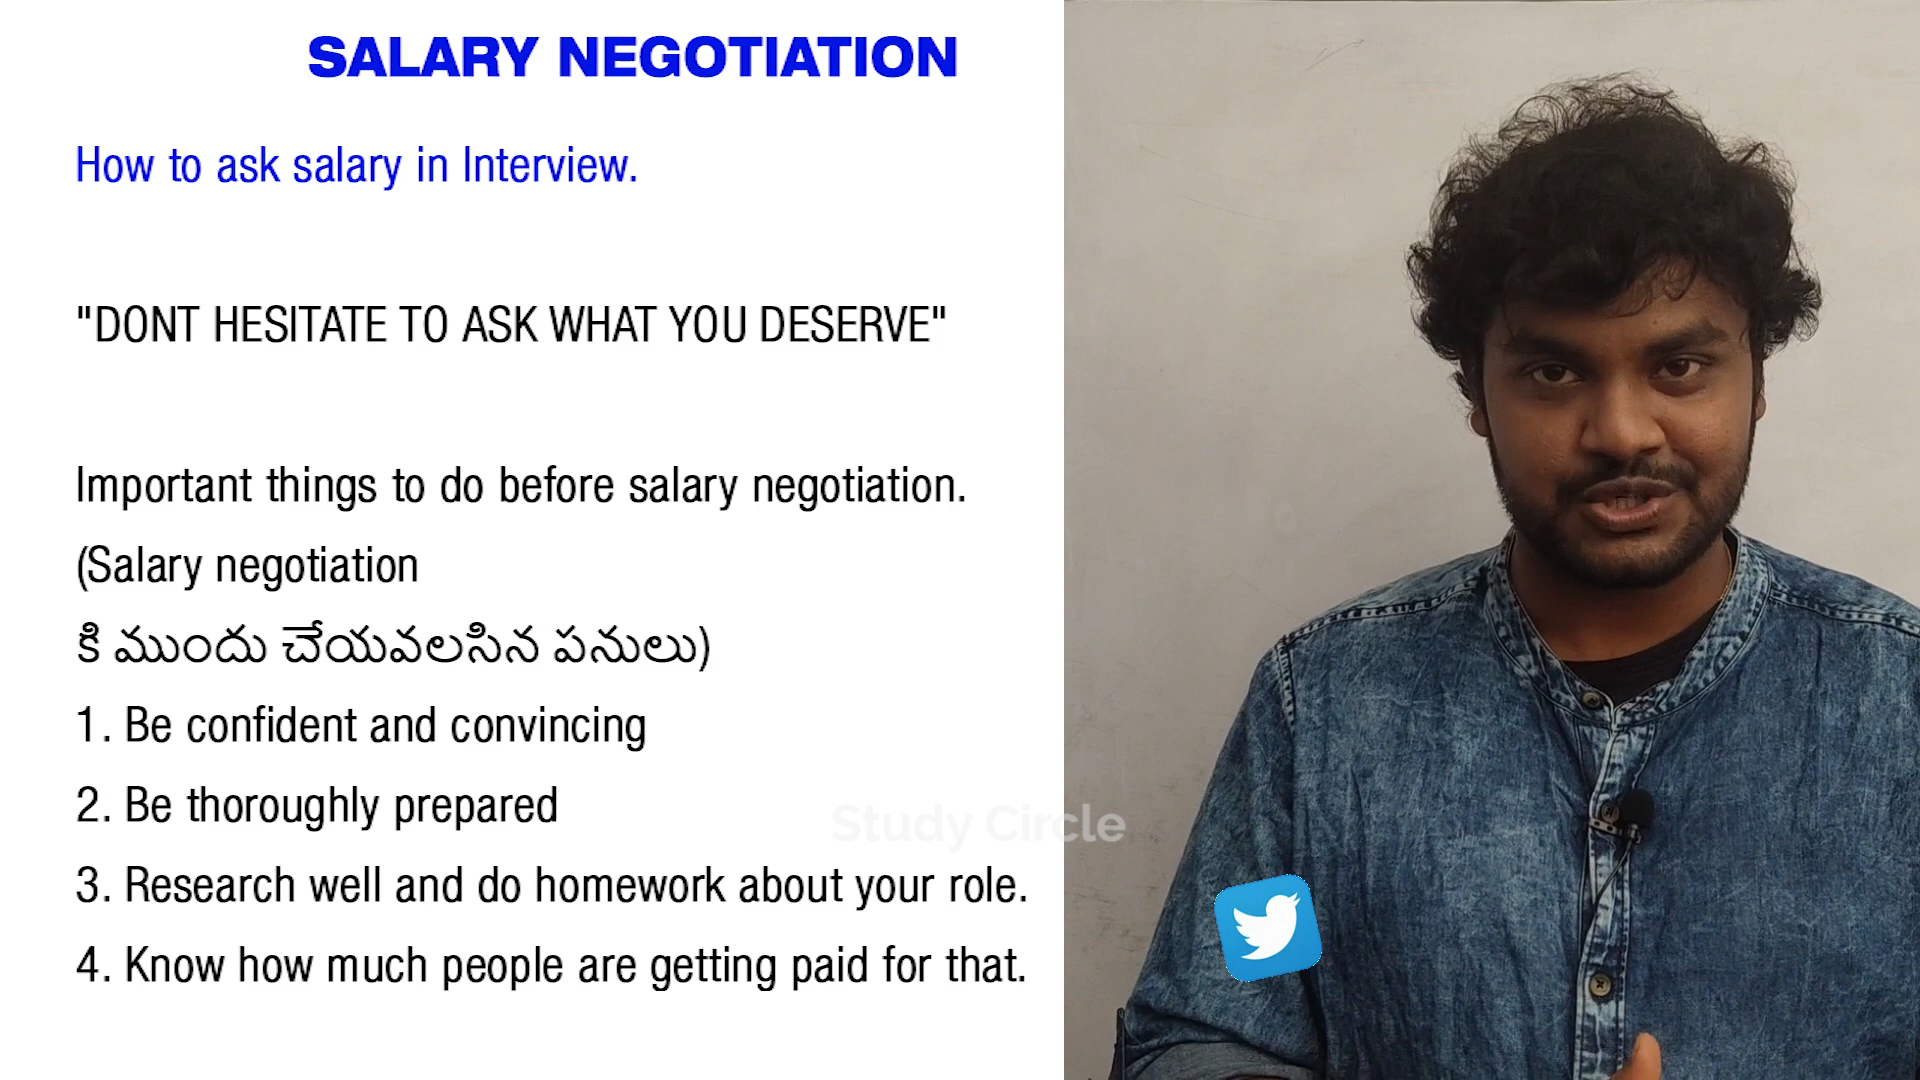 SALARY NEGOTIATION
How to ask salary in Interview.
"DONT HESITATE TO ASK WHAT YOU DESERVE"
Important things to do before salary negotiation.
(Salary negotiation
కి ముందు చేయవలసిన పనులు)
1. Be confident and convincing
2. Be thoroughly prepared
Study Circle
3. Research well and do homework about your role.
4. Know how much people are getting paid for that.